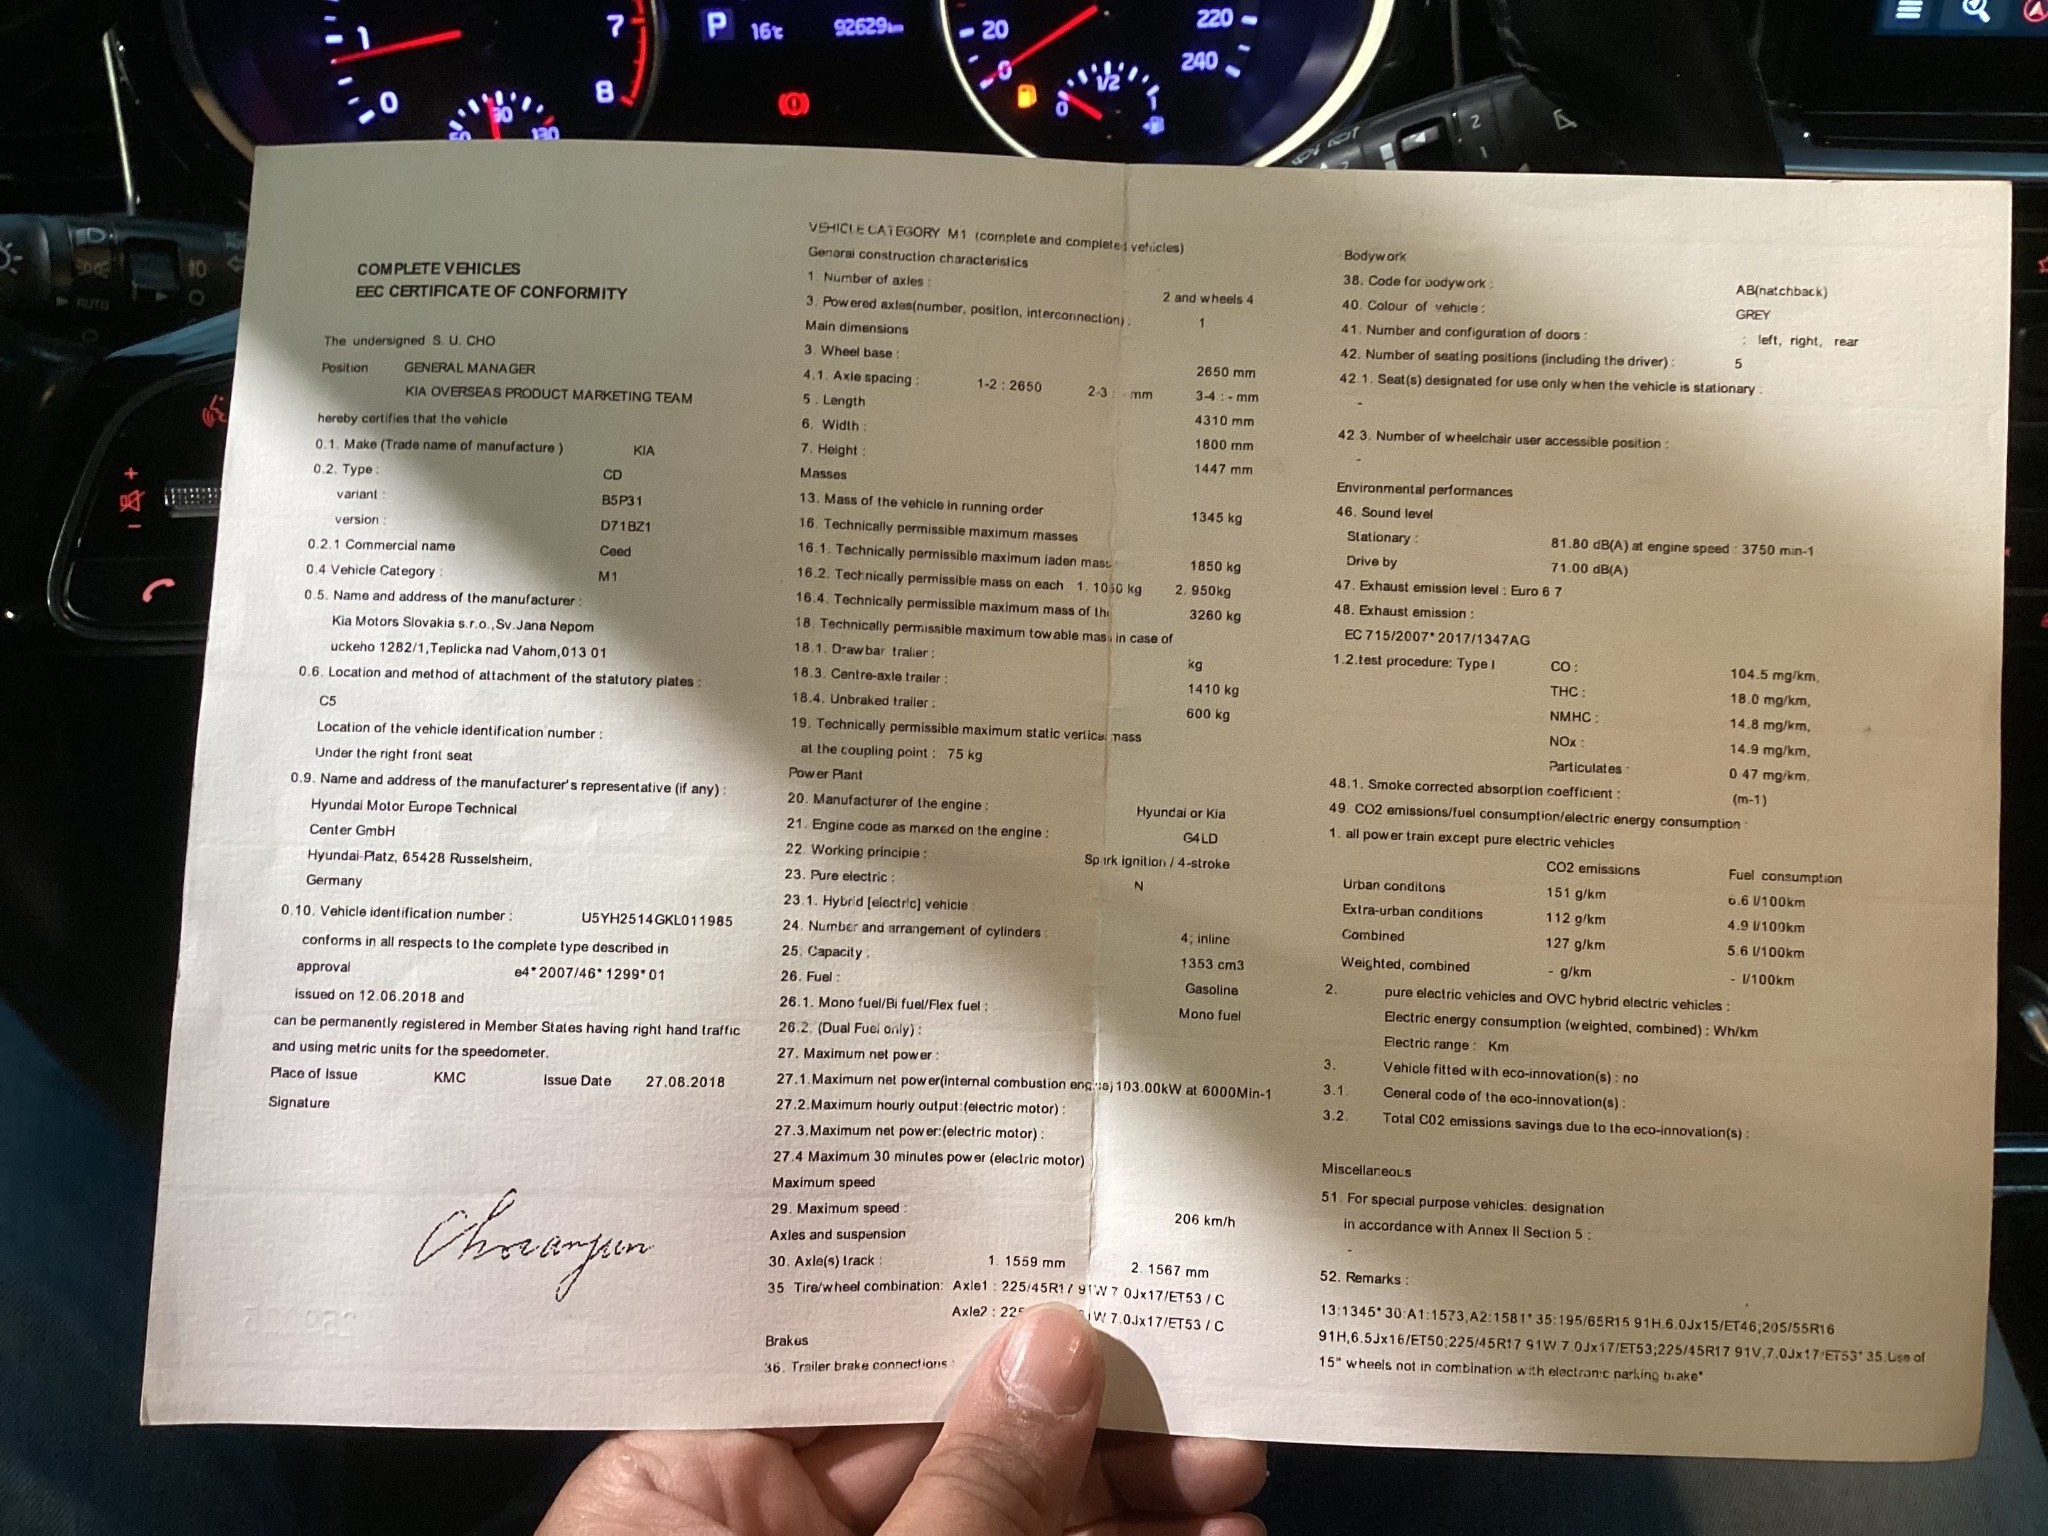 1
0
7
8
50
90
130
P
16℃
92629km
20
0
220
240
0
1/2
1
AUTO
2
1
COMPLETE VEHICLES
EEC CERTIFICATE OF CONFORMITY
The undersigned S. U. CHO
Position GENERAL MANAGER
KIA OVERSEAS PRODUCT MARKETING TEAM
hereby certifies that the vehicle
0.1. Make (Trade name of manufacture ) KIA
0.2. Type : CD
variant : B5P31
version : D71BZ1
0.2.1 Commercial name Ceed
0.4 Vehicle Category : M1
0.5. Name and address of the manufacturer :
Kia Motors Slovakia s.r.o.,Sv.Jana Nepom
uckeho 1282/1,Teplicka nad Vahom,013 01
0.6. Location and method of attachment of the statutory plates :
C5
Location of the vehicle identification number :
Under the right front seat
0.9. Name and address of the manufacturer's representative (if any) :
Hyundai Motor Europe Technical
Center GmbH
Hyundai-Platz, 65428 Russelsheim,
Germany
0.10. Vehicle identification number : U5YH2514GKL011985
conforms in all respects to the complete type described in
approval e4*2007/46*1299*01
issued on 12.06.2018 and
can be permanently registered in Member States having right hand traffic
and using metric units for the speedometer.
Place of Issue KMC Issue Date 27.08.2018
Signature
VEHICLE CATEGORY M1 (complete and completed vehicles)
General construction characteristics
1. Number of axles : 2 and wheels 4
3. Powered axles(number, position, interconnection) : 1
Main dimensions
3. Wheel base : 2650 mm
4.1. Axle spacing : 1-2 : 2650 2-3 : - mm 3-4 : - mm
5. Length 4310 mm
6. Width : 1800 mm
7. Height : 1447 mm
Masses
13. Mass of the vehicle in running order 1345 kg
16. Technically permissible maximum masses
16.1. Technically permissible maximum laden mass 1850 kg
16.2. Technically permissible mass on each 1. 1050 kg 2. 950kg
16.4. Technically permissible maximum mass of the 3260 kg
18. Technically permissible maximum towable mass in case of
18.1. Drawbar tralier : kg
18.3. Centre-axle trailer : 1410 kg
18.4. Unbraked trailer : 600 kg
19. Technically permissible maximum static vertical mass
at the coupling point : 75 kg
Power Plant
20. Manufacturer of the engine : Hyundai or Kia
21. Engine code as marked on the engine : G4LD
22. Working principle : Spark ignition / 4-stroke
23. Pure electric : N
23.1. Hybrid [electric] vehicle :
24. Number and arrangement of cylinders : 4; inline
25. Capacity : 1353 cm3
26. Fuel : Gasoline
26.1. Mono fuel/Bi fuel/Flex fuel : Mono fuel
26.2. (Dual Fuel only) :
27. Maximum net power :
27.1.Maximum net power(internal combustion engine) 103.00kW at 6000Min-1
27.2.Maximum hourly output:(electric motor) :
27.3.Maximum net power:(electric motor) :
27.4 Maximum 30 minutes power (electric motor)
Maximum speed
29. Maximum speed : 206 km/h
Axles and suspension
30. Axle(s) track : 1. 1559 mm 2. 1567 mm
35 Tire/wheel combination: Axle1 : 225/45R17 91W 7.0Jx17/ET53 / C
Axle2 : 225 W 7.0Jx17/ET53 / C
Brakes
36. Trailer brake connections :
Bodywork
38. Code for bodywork : AB(hatchback)
40. Colour of vehicle : GREY
41. Number and configuration of doors : : left, right, rear
42. Number of seating positions (including the driver) : 5
42.1. Seat(s) designated for use only when the vehicle is stationary :
-
42.3. Number of wheelchair user accessible position :
-
Environmental performances
46. Sound level
Stationary : 81.80 dB(A) at engine speed : 3750 min-1
Drive by 71.00 dB(A)
47. Exhaust emission level : Euro 6 7
48. Exhaust emission :
EC 715/2007*2017/1347AG
1.2.test procedure: Type I CO : 104.5 mg/km,
THC : 18.0 mg/km,
NMHC : 14.8 mg/km,
NOx : 14.9 mg/km,
Particulates : 0.47 mg/km,
48.1. Smoke corrected absorption coefficient : (m-1)
49. CO2 emissions/fuel consumption/electric energy consumption :
1. all power train except pure electric vehicles
CO2 emissions Fuel consumption
Urban conditons 151 g/km 6.6 l/100km
Extra-urban conditions 112 g/km 4.9 l/100km
Combined 127 g/km 5.6 l/100km
Weighted, combined - g/km - l/100km
2. pure electric vehicles and OVC hybrid electric vehicles :
Electric energy consumption (weighted, combined) : Wh/km
Electric range : Km
3. Vehicle fitted with eco-innovation(s) : no
3.1. General code of the eco-innovation(s) :
3.2. Total C02 emissions savings due to the eco-innovation(s) :
Miscellaneous
51. For special purpose vehicles: designation
in accordance with Annex II Section 5 :
-
52. Remarks :
13:1345*30:A1:1573,A2:1581*35:195/65R15 91H,6.0Jx15/ET46,205/55R16
91H,6.5Jx16/ET50;225/45R17 91W 7.0Jx17/ET53;225/45R17 91V,7.0Jx17/ET53*35.Use of
15" wheels not in combination with electronic parking brake*